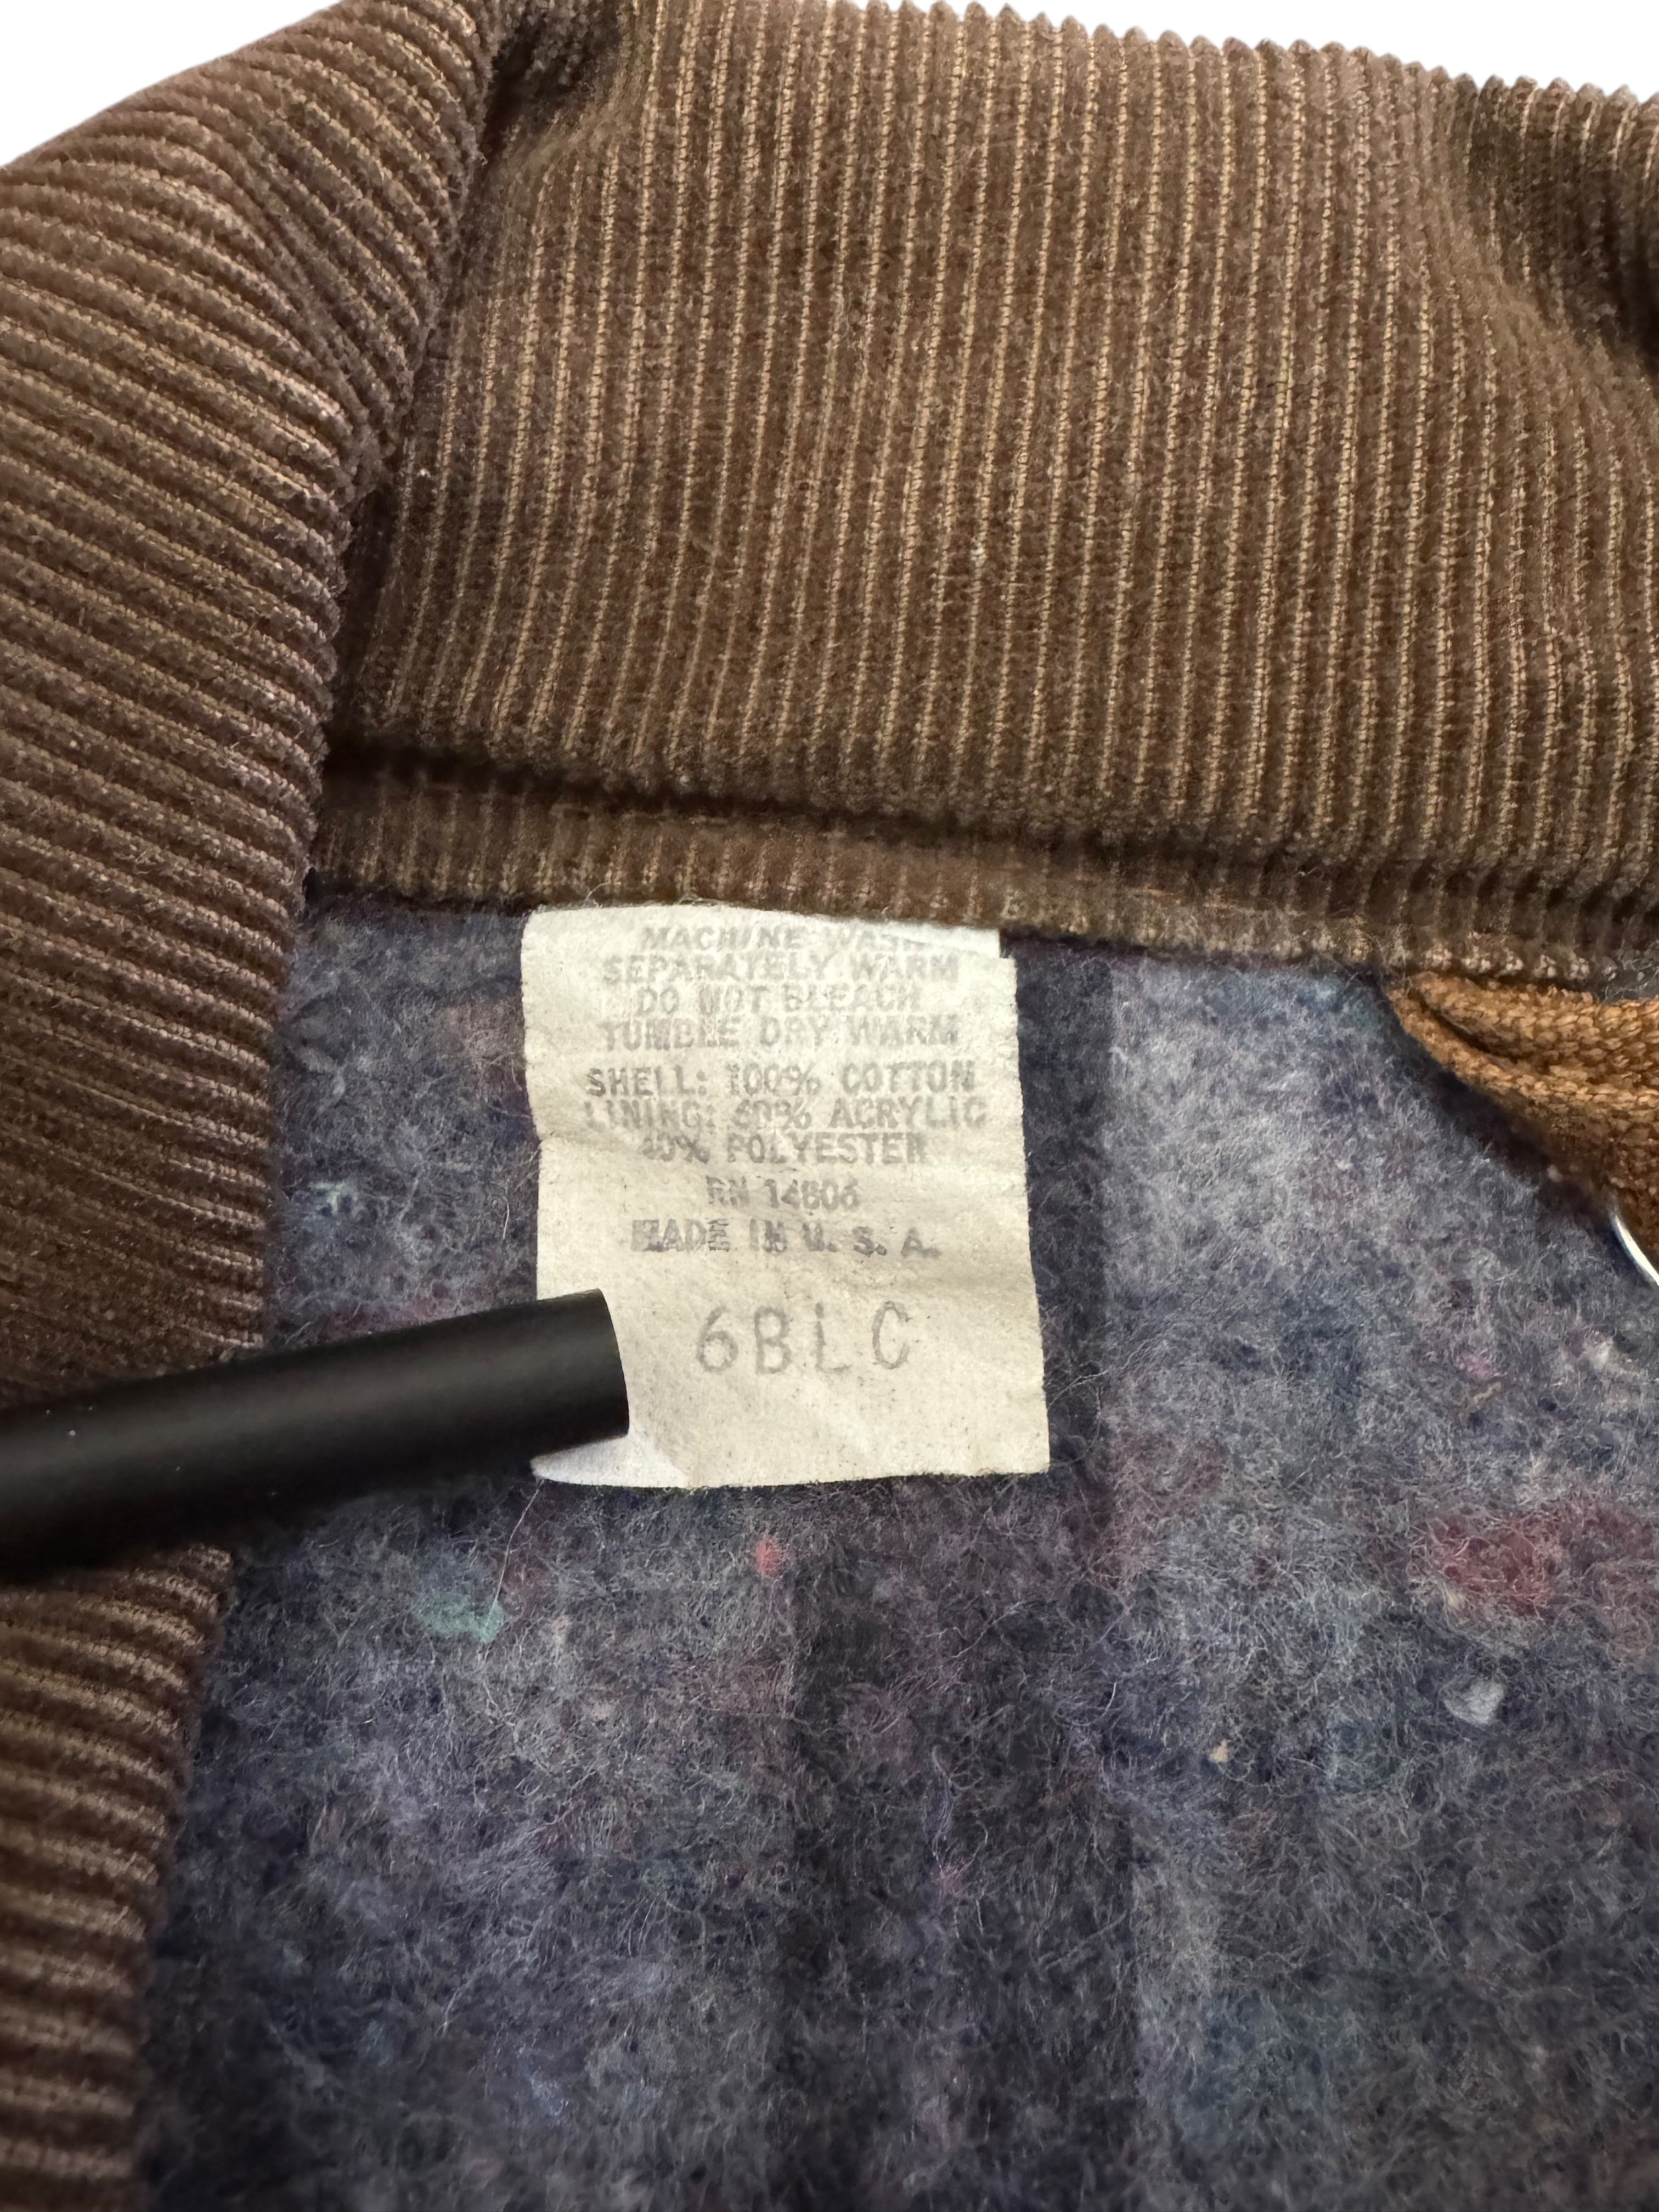 MACHINE WASH
SEPARATELY WARM
DO NOT BLEACH
TUMBLE DRY WARM
SHELL: 100% COTTON
LINING: 60% ACRYLIC
40% POLYESTER
RN 14806
MADE IN U. S. A.
6BLC